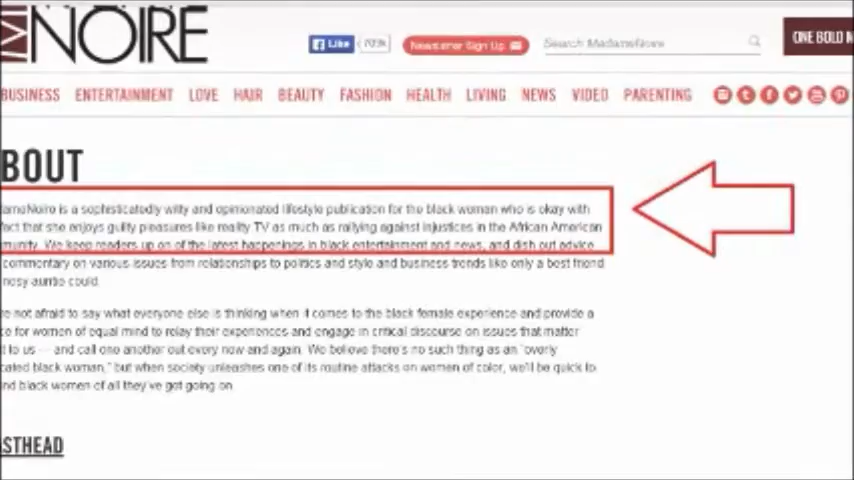 NOIRE
Like
Newsletter Sign Up
Search MadameNoire
ONE BOLD
BUSINESS ENTERTAINMENT LOVE HAIR BEAUTY FASHION HEALTH LIVING NEWS VIDEO PARENTING
BOUT
ameNoire is a sophisticatedly witty and opinionated lifestyle publication for the black woman who is okay with
fact that she enjoys guilty pleasures like reality TV as much as rallying against injustices in the African American
munity. We keep readers up on of the latest happenings in black entertainment and news, and dish out advice
commentary on various issues from relationships to politics and style and business trends like only a best friend
nosy auntie could.
e not afraid to say what everyone else is thinking when it comes to the black female experience and provide a
ce for women of equal mind to relay their experiences and engage in critical discourse on issues that matter
t to us — and call one another out every now and again. We believe there's no such thing as an "overly
cated black woman," but when society unleashes one of its routine attacks on women of color, we'll be quick to
nd black women of all they've got going on
STHEAD